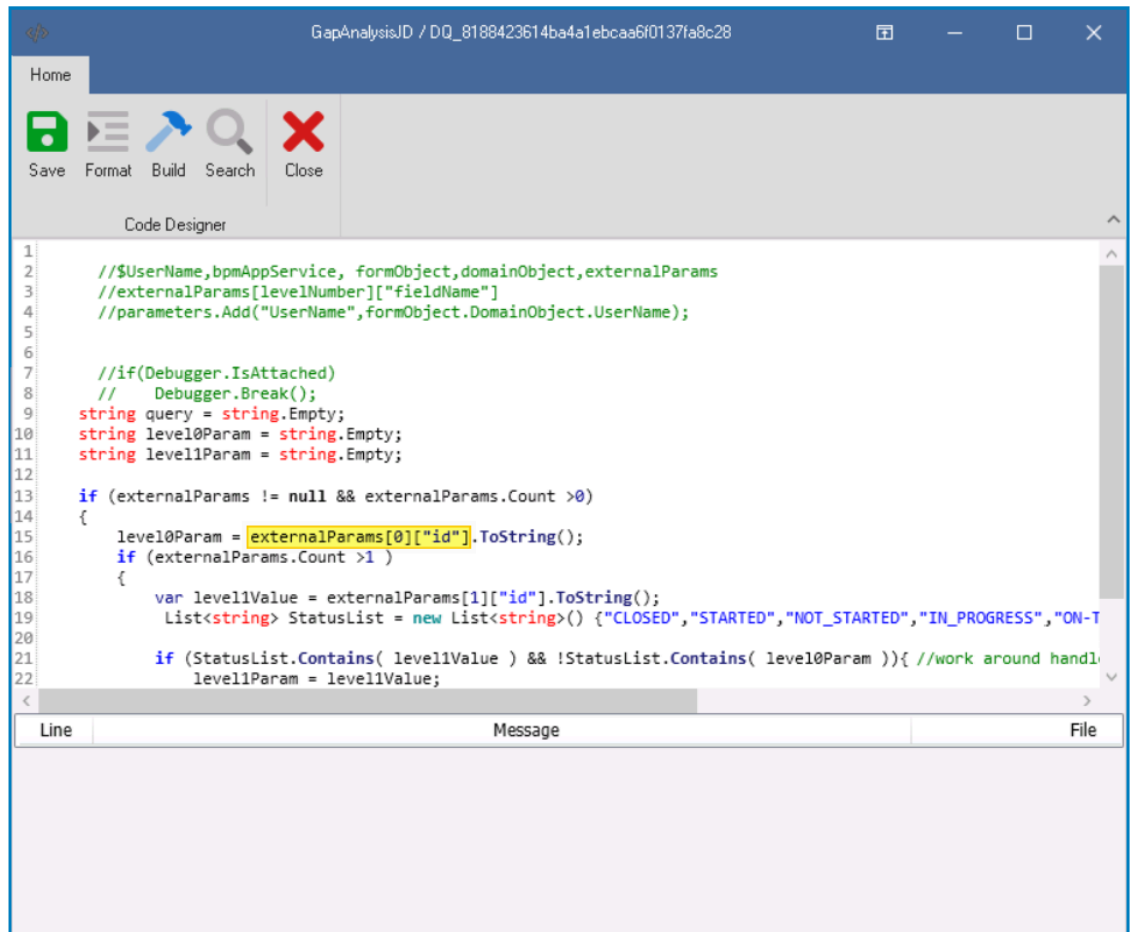 GapAnalysisJD / DQ_8188423614ba4a1ebcaa6f0137fa8c28
Home
Save Format Build Search Close
Code Designer
1
2 //$UserName,bpmAppService, formObject,domainObject,externalParams
3 //externalParams[levelNumber]["fieldName"]
4 //parameters.Add("UserName",formObject.DomainObject.UserName);
5
6
7 //if(Debugger.IsAttached)
8 // Debugger.Break();
9 string query = string.Empty;
10 string level0Param = string.Empty;
11 string level1Param = string.Empty;
12
13 if (externalParams != null && externalParams.Count >0)
14 {
15 level0Param = externalParams[0]["id"].ToString();
16 if (externalParams.Count >1 )
17 {
18 var level1Value = externalParams[1]["id"].ToString();
19 List<string> StatusList = new List<string>() {"CLOSED","STARTED","NOT_STARTED","IN_PROGRESS","ON-T
20
21 if (StatusList.Contains( level1Value ) && !StatusList.Contains( level0Param )){ //work around handl
22 level1Param = level1Value;
Line Message File